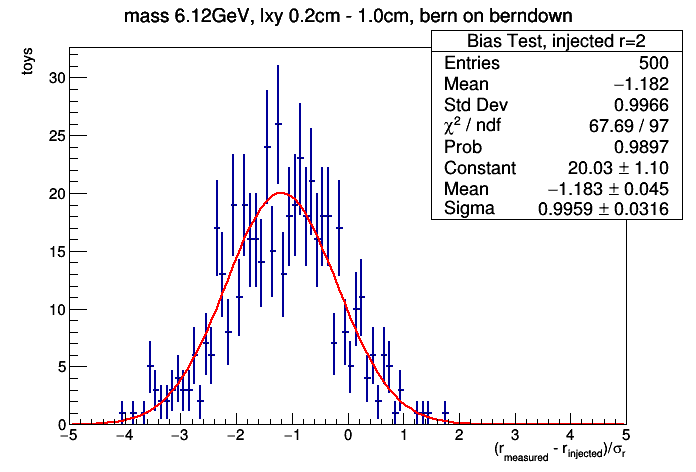 mass 6.12GeV, lxy 0.2cm - 1.0cm, bern on berndown
Bias Test, injected r=2
Entries 500
Mean −1.182
Std Dev 0.9966
χ² / ndf 67.69 / 97
Prob 0.9897
Constant 20.03 ± 1.10
Mean −1.183 ± 0.045
Sigma 0.9959 ± 0.0316
toys
30
25
20
15
10
5
0
−5 −4 −3 −2 −1 0 1 2 3 4 5
(r_measured - r_injected)/σ_r